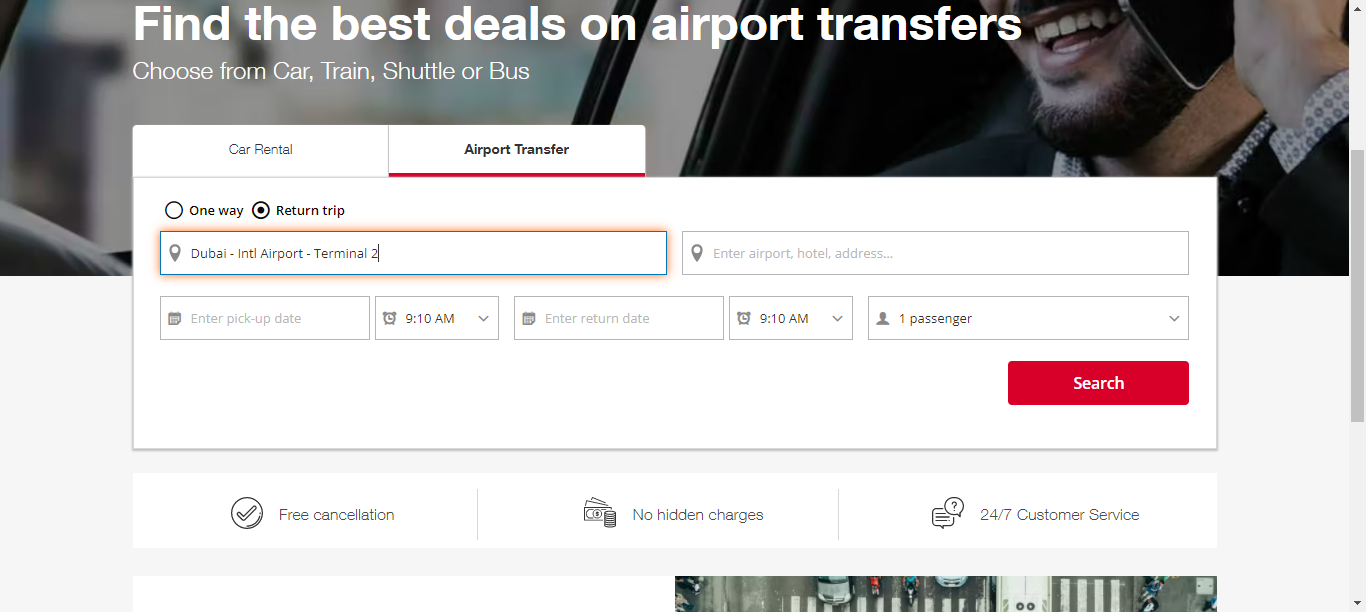 Find the best deals on airport transfers
Choose from Car, Train, Shuttle or Bus
Car Rental
Airport Transfer
One way
Return trip
Dubai - Intl Airport - Terminal 2
Enter airport, hotel, address...
Enter pick-up date
9:10 AM
Enter return date
9:10 AM
1 passenger
Search
Free cancellation
No hidden charges
24/7 Customer Service